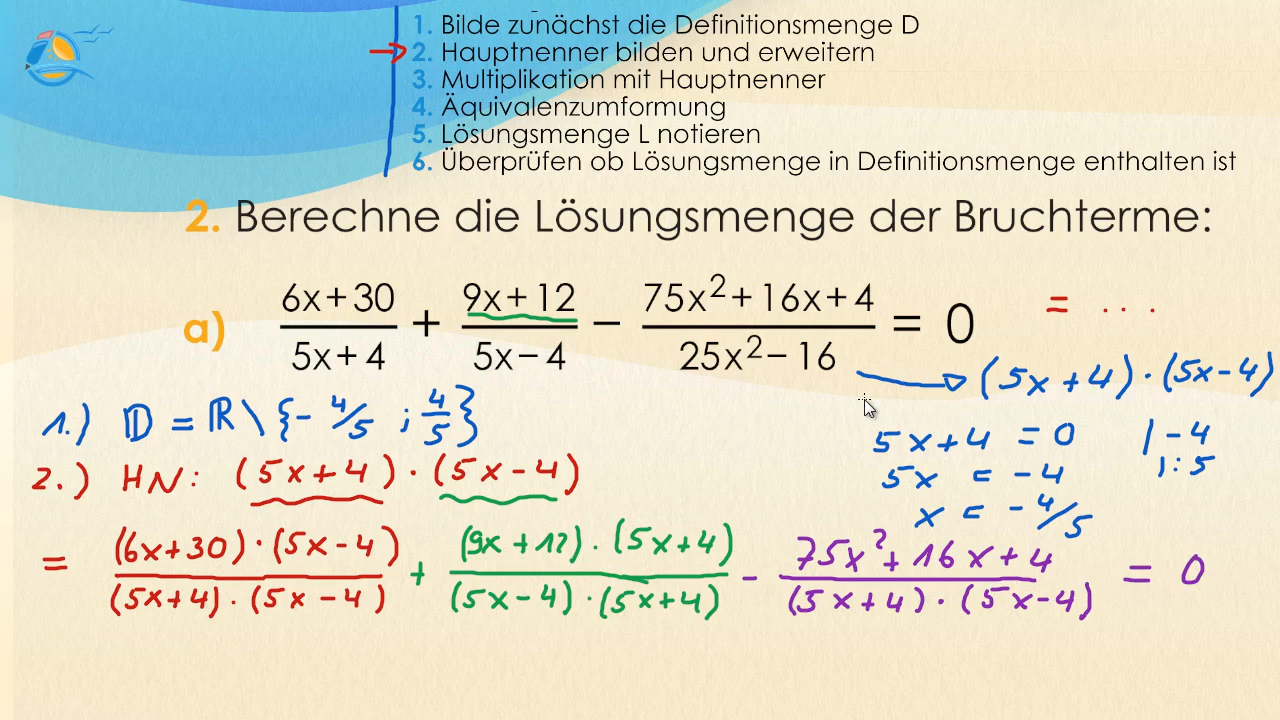 1. Bilde zunächst die Definitionsmenge D
2. Hauptnenner bilden und erweitern
3. Multiplikation mit Hauptnenner
4. Äquivalenzumformung
5. Lösungsmenge L notieren
6. Überprüfen ob Lösungsmenge in Definitionsmenge enthalten ist
2. Berechne die Lösungsmenge der Bruchterme:
a) (6x+30)/(5x+4) + (9x+12)/(5x−4) − (75x²+16x+4)/(25x²−16) = 0
= . . .
(5x+4)·(5x−4)
1.) 𝔻 = ℝ \ {− 4/5 ; 4/5}
5x+4 = 0 | −4
5x = −4 | : 5
x = −4/5
2.) HN: (5x+4) · (5x−4)
= (6x+30)·(5x−4)/(5x+4)·(5x−4) + (9x+12)·(5x+4)/(5x−4)·(5x+4) − 75x²+16x+4/(5x+4)·(5x−4) = 0